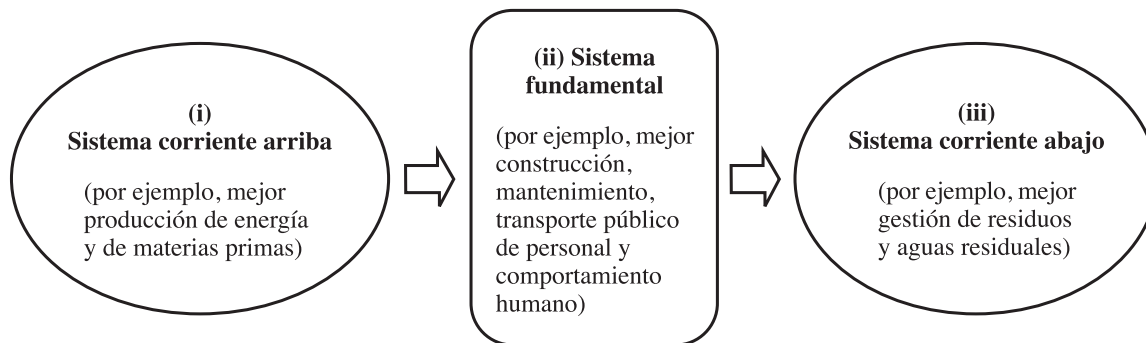 (i)
Sistema corriente arriba
(por ejemplo, mejor
producción de energía
y de materias primas)
(ii) Sistema
fundamental
(por ejemplo, mejor
construcción,
mantenimiento,
transporte público
de personal y
comportamiento
humano)
(iii)
Sistema corriente abajo
(por ejemplo, mejor
gestión de residuos
y aguas residuales)